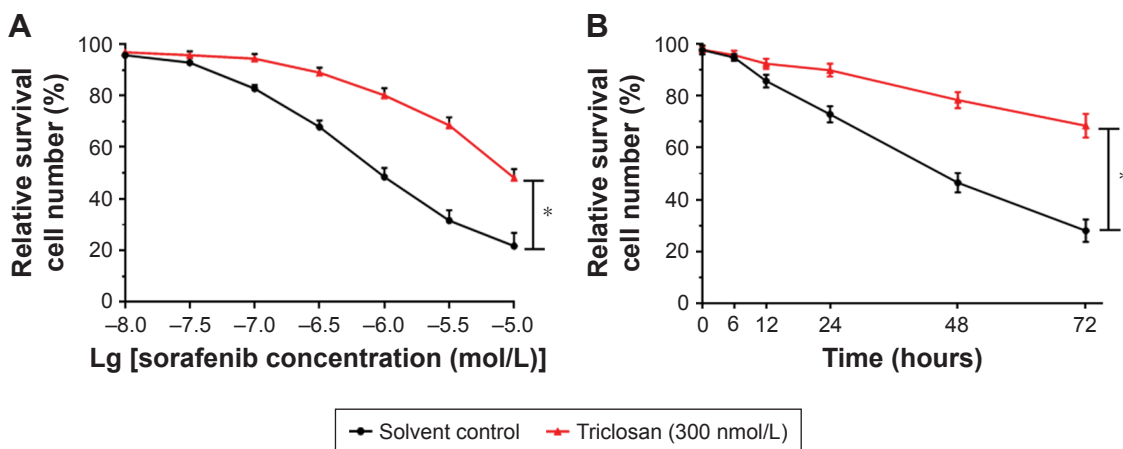 A
Relative survival
cell number (%)
100
80
60
40
20
0
*
–8.0 –7.5 –7.0 –6.5 –6.0 –5.5 –5.0
Lg [sorafenib concentration (mol/L)]
B
Relative survival
cell number (%)
100
80
60
40
20
0
*
0 6 12 24 48 72
Time (hours)
Solvent control Triclosan (300 nmol/L)